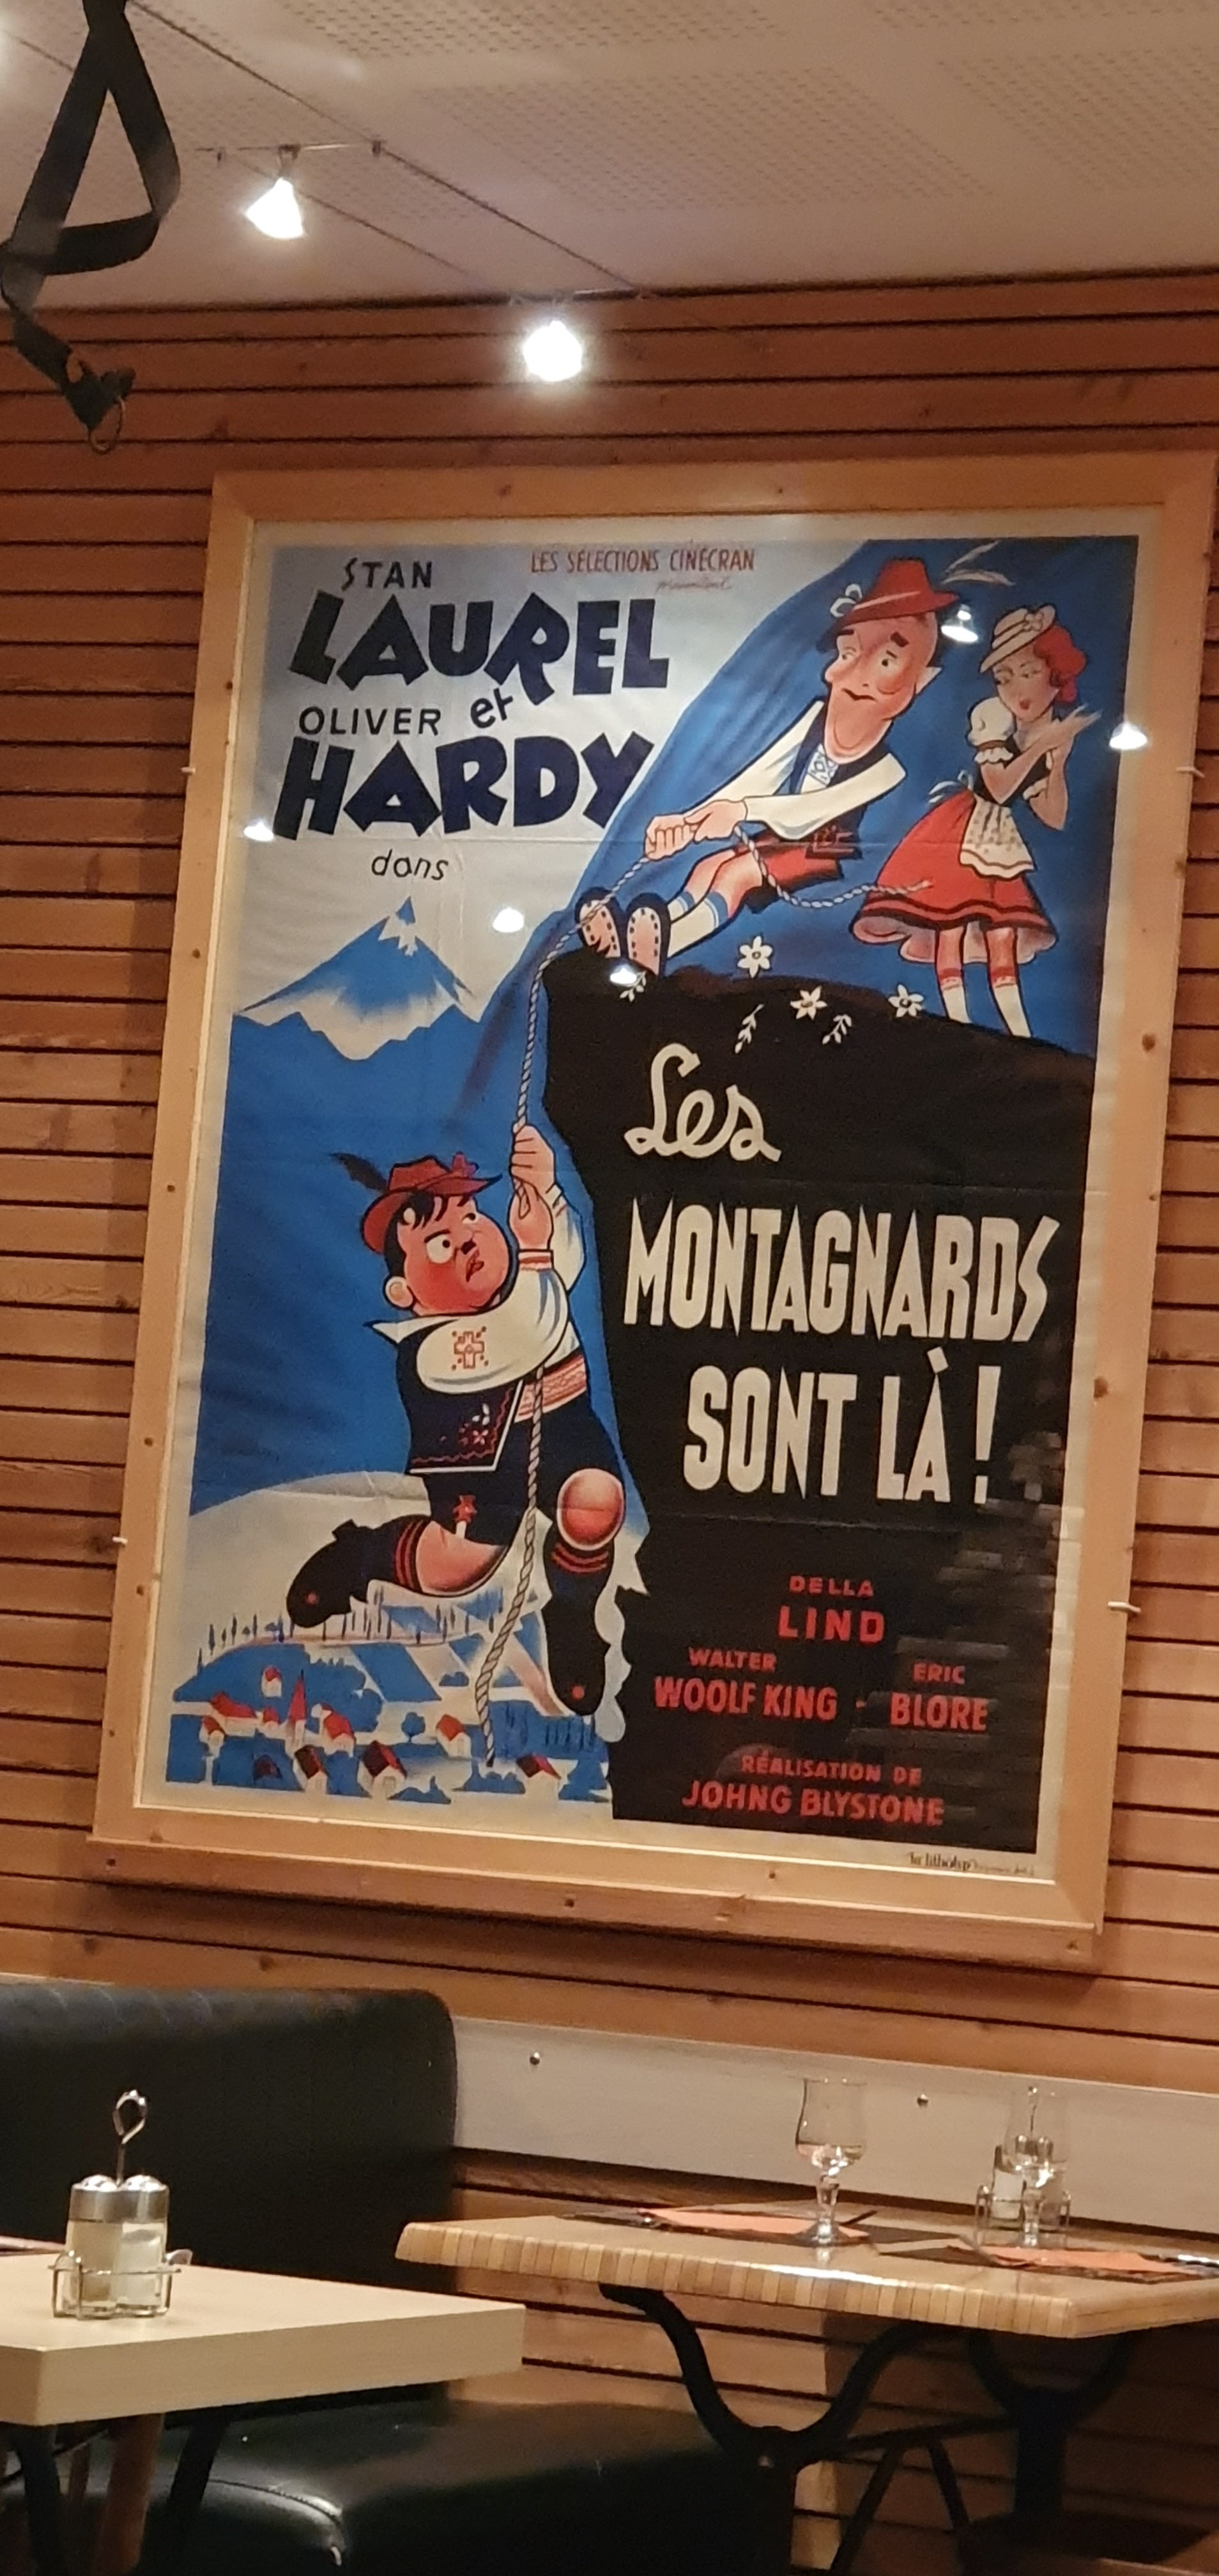 LES SÉLECTIONS CINÉCRAN
présentent
STAN
LAUREL
et
OLIVER
HARDY
dans
Les
MONTAGNARDS
SONT LÀ !
DELLA
LIND
WALTER
WOOLF KING - ERIC
BLORE
RÉALISATION DE
JOHNG BLYSTONE